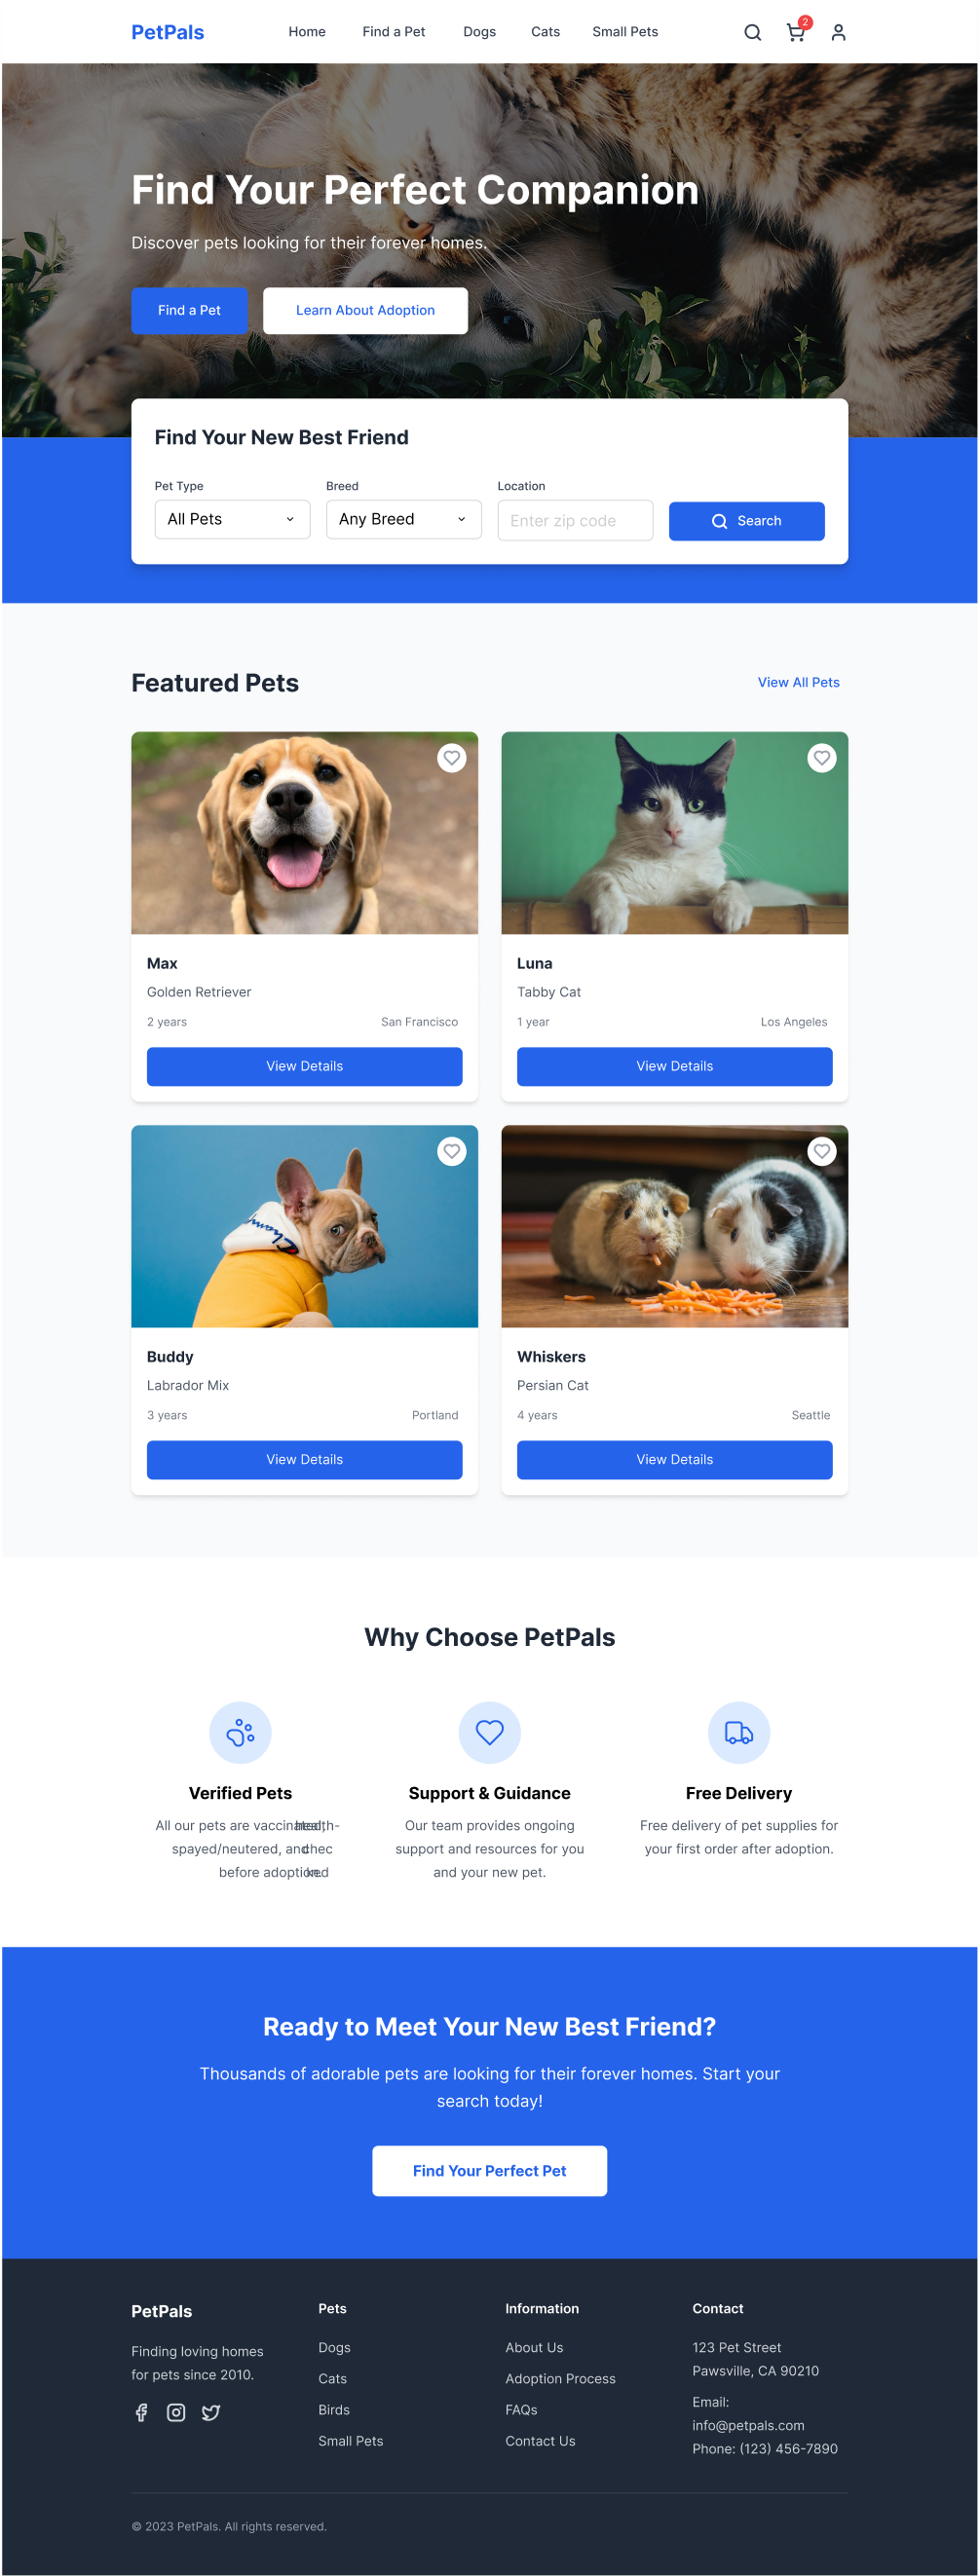 PetPals
Home
Find a Pet
Dogs
Cats
Small Pets
2
Find Your Perfect Companion
Discover pets looking for their forever homes.
Find a Pet
Learn About Adoption
Find Your New Best Friend
Pet Type
Breed
Location
All Pets
Any Breed
Enter zip code
Search
Featured Pets
View All Pets
Max
Golden Retriever
2 years
San Francisco
View Details
Luna
Tabby Cat
1 year
Los Angeles
View Details
Buddy
Labrador Mix
3 years
Portland
View Details
Whiskers
Persian Cat
4 years
Seattle
View Details
Why Choose PetPals
Verified Pets
All our pets are vaccinated, health-
spayed/neutered, and chec
before adoption. ked
Support & Guidance
Our team provides ongoing
support and resources for you
and your new pet.
Free Delivery
Free delivery of pet supplies for
your first order after adoption.
Ready to Meet Your New Best Friend?
Thousands of adorable pets are looking for their forever homes. Start your
search today!
Find Your Perfect Pet
PetPals
Finding loving homes
for pets since 2010.
Pets
Dogs
Cats
Birds
Small Pets
Information
About Us
Adoption Process
FAQs
Contact Us
Contact
123 Pet Street
Pawsville, CA 90210
Email:
info@petpals.com
Phone: (123) 456-7890
© 2023 PetPals. All rights reserved.